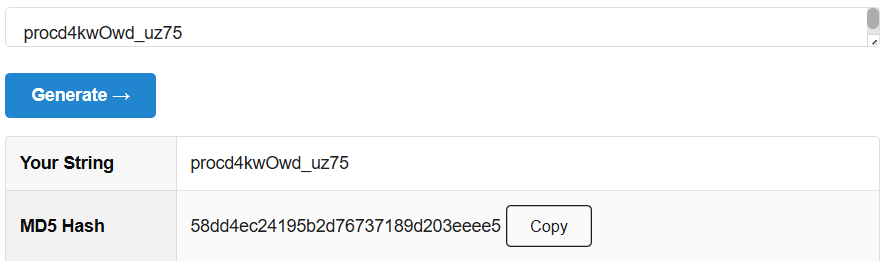 procd4kwOwd_uz75
Generate →
Your String procd4kwOwd_uz75
MD5 Hash 58dd4ec24195b2d76737189d203eeee5 Copy